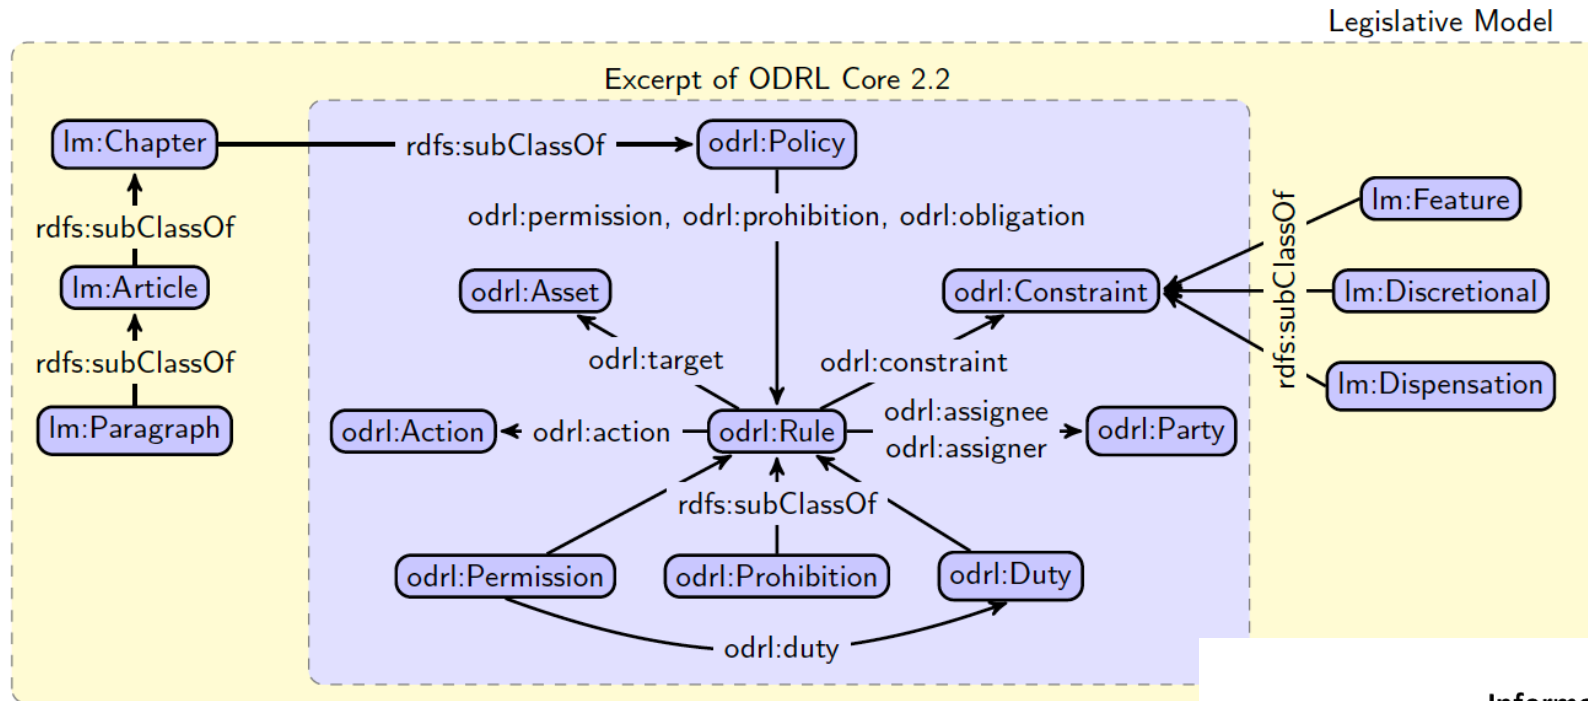 Legislative Model
Excerpt of ODRL Core 2.2
lm:Chapter
rdfs:subClassOf
odrl:Policy
rdfs:subClassOf
lm:Article
rdfs:subClassOf
lm:Paragraph
odrl:permission, odrl:prohibition, odrl:obligation
odrl:Asset
odrl:Constraint
odrl:target
odrl:constraint
odrl:Action
odrl:action
odrl:Rule
odrl:assignee
odrl:assigner
odrl:Party
rdfs:subClassOf
odrl:Permission
odrl:Prohibition
odrl:Duty
odrl:duty
rdfs:subClassOf
lm:Feature
lm:Discretional
lm:Dispensation